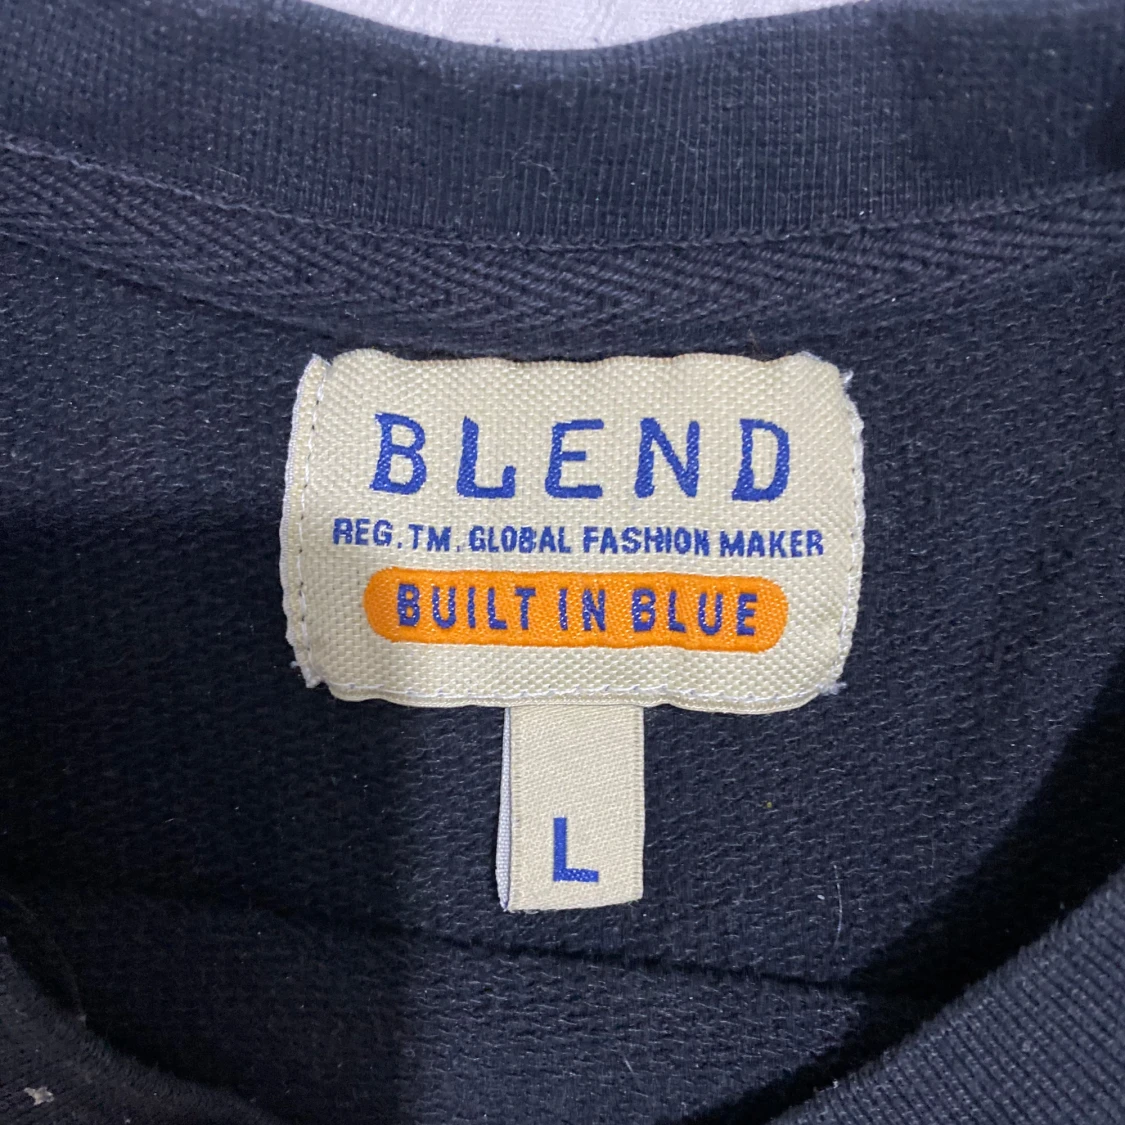 BLEND
REG.TM.GLOBAL FASHION MAKER
BUILT IN BLUE
L